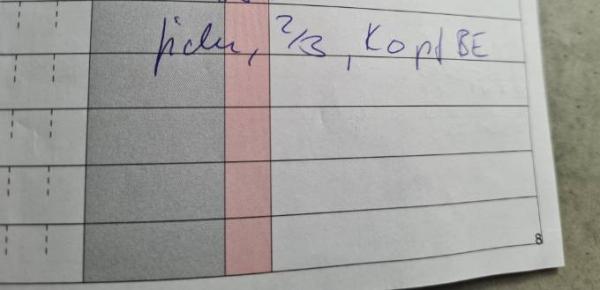 2/3, Kopf BE
8